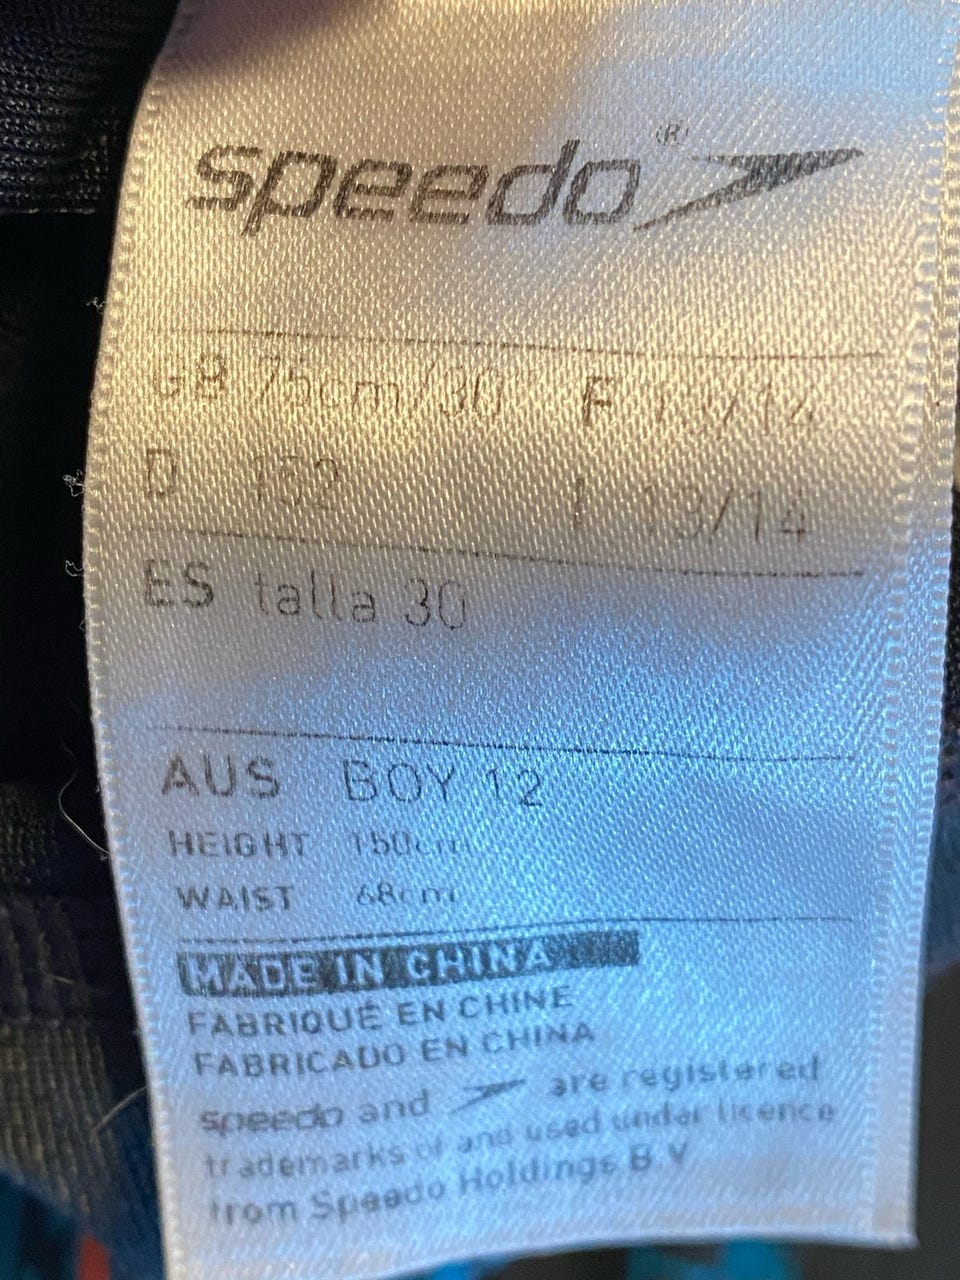 speedo®
GB 75cm/30 F 13/14
D 152 I 13/14
ES talla 30
AUS BOY 12
HEIGHT 150cm
WAIST 68cm
MADE IN CHINA
FABRIQUÉ EN CHINE
FABRICADO EN CHINA
speedo and are registered
trademarks of and used under licence
from Speedo Holdings B.V